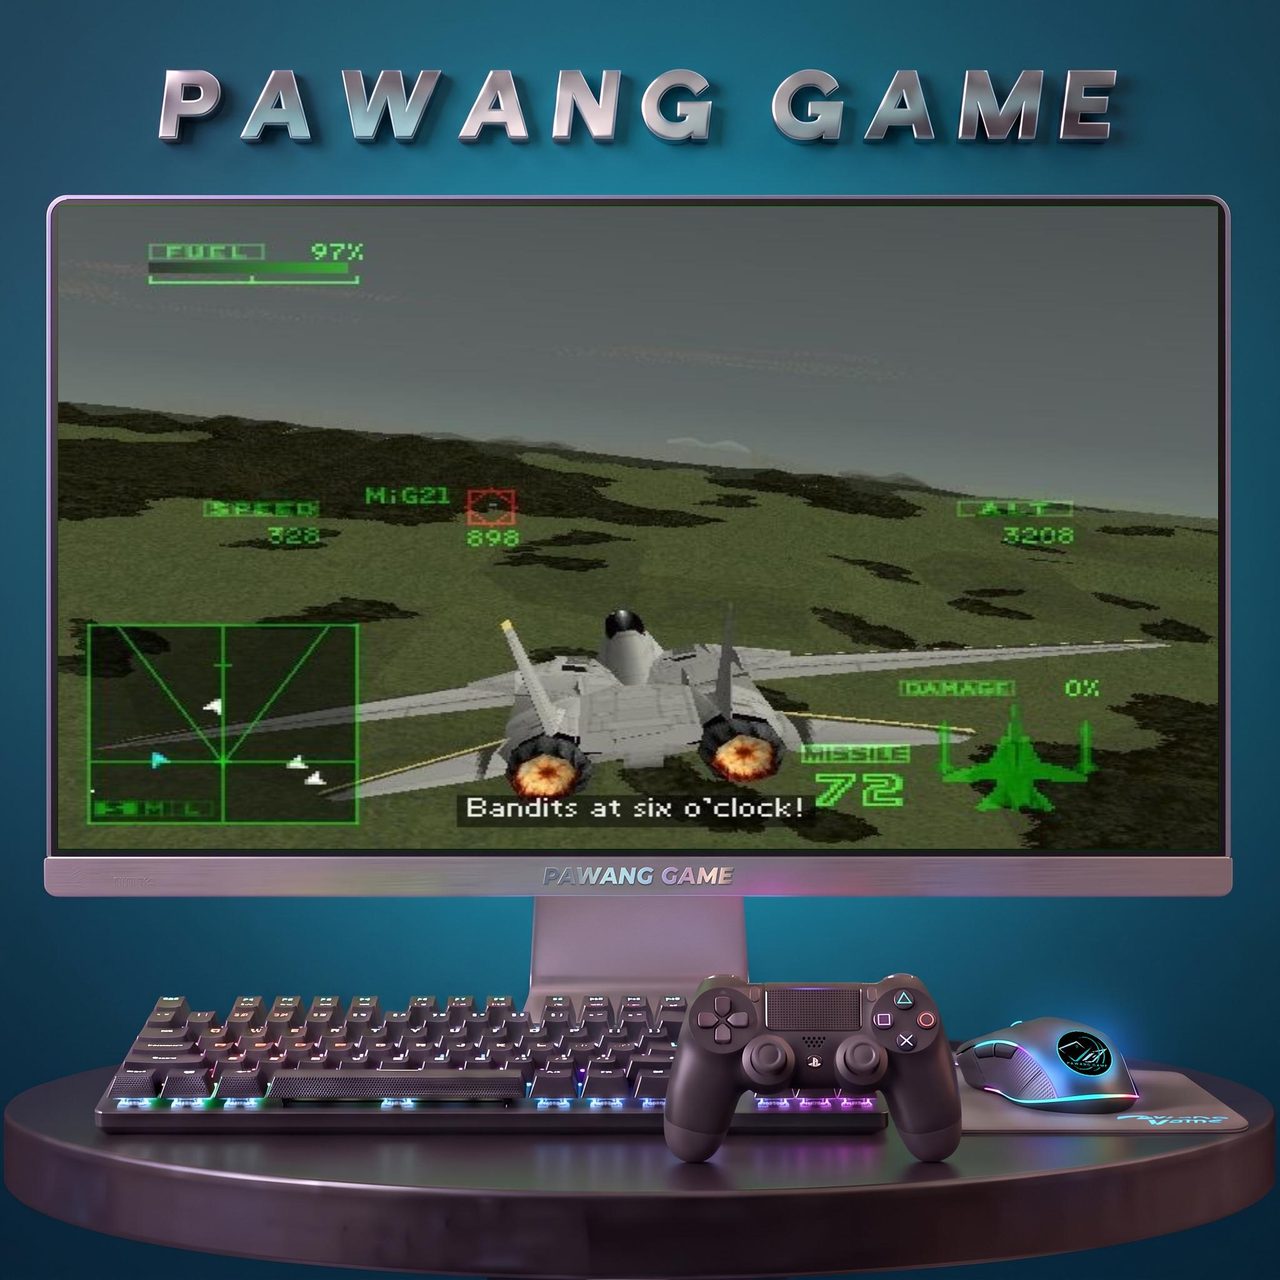 PAWANG GAME
FUEL 97%
MiG21
SPEED
328
898
ALT
3208
DAMAGE 0%
MISSILE
72
S M L
Bandits at six o'clock!
PAWANG GAME